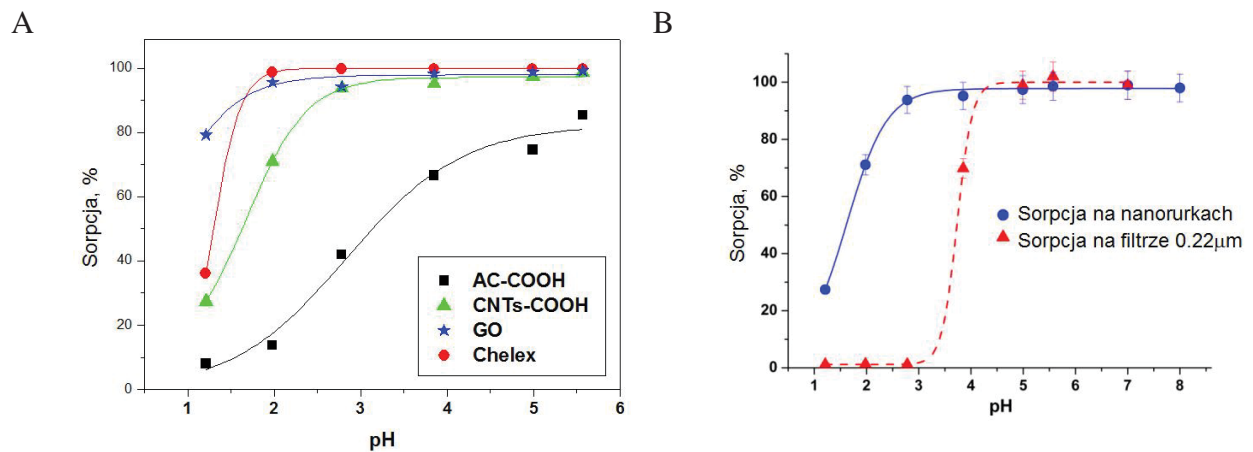 A
Sorpcja, %
100
80
60
40
20
0
1 2 3 4 5 6
pH
AC-COOH
CNTs-COOH
GO
Chelex
B
Sorpcja, %
100
80
60
40
20
0
1 2 3 4 5 6 7 8
pH
Sorpcja na nanorurkach
Sorpcja na filtrze 0.22μm